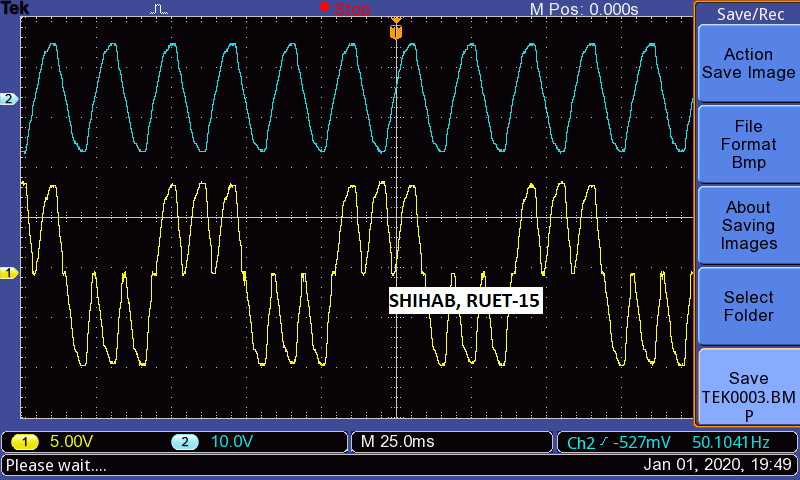 Tek
Stop
M Pos: 0.000s
Save/Rec
T
Action
Save Image
File
Format
Bmp
About
Saving
Images
Select
Folder
Save
TEK0003.BM
P
2
1
SHIHAB, RUET-15
1 5.00V
2 10.0V
M 25.0ms
Ch2 -527mV 50.1041Hz
Please wait....
Jan 01, 2020, 19:49